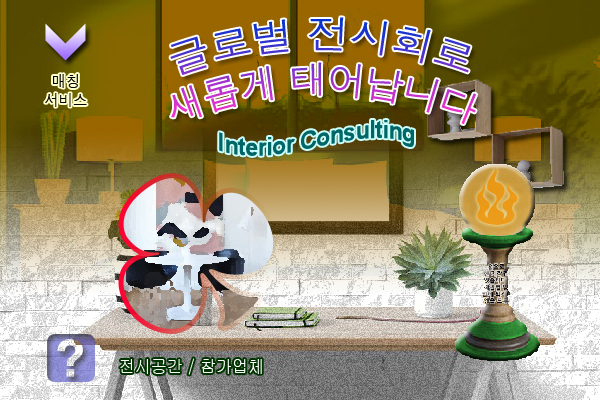 글로벌 전시회로
새롭게 태어납니다
Interior Consulting
매칭
서비스
?
전시공간 / 참가업체